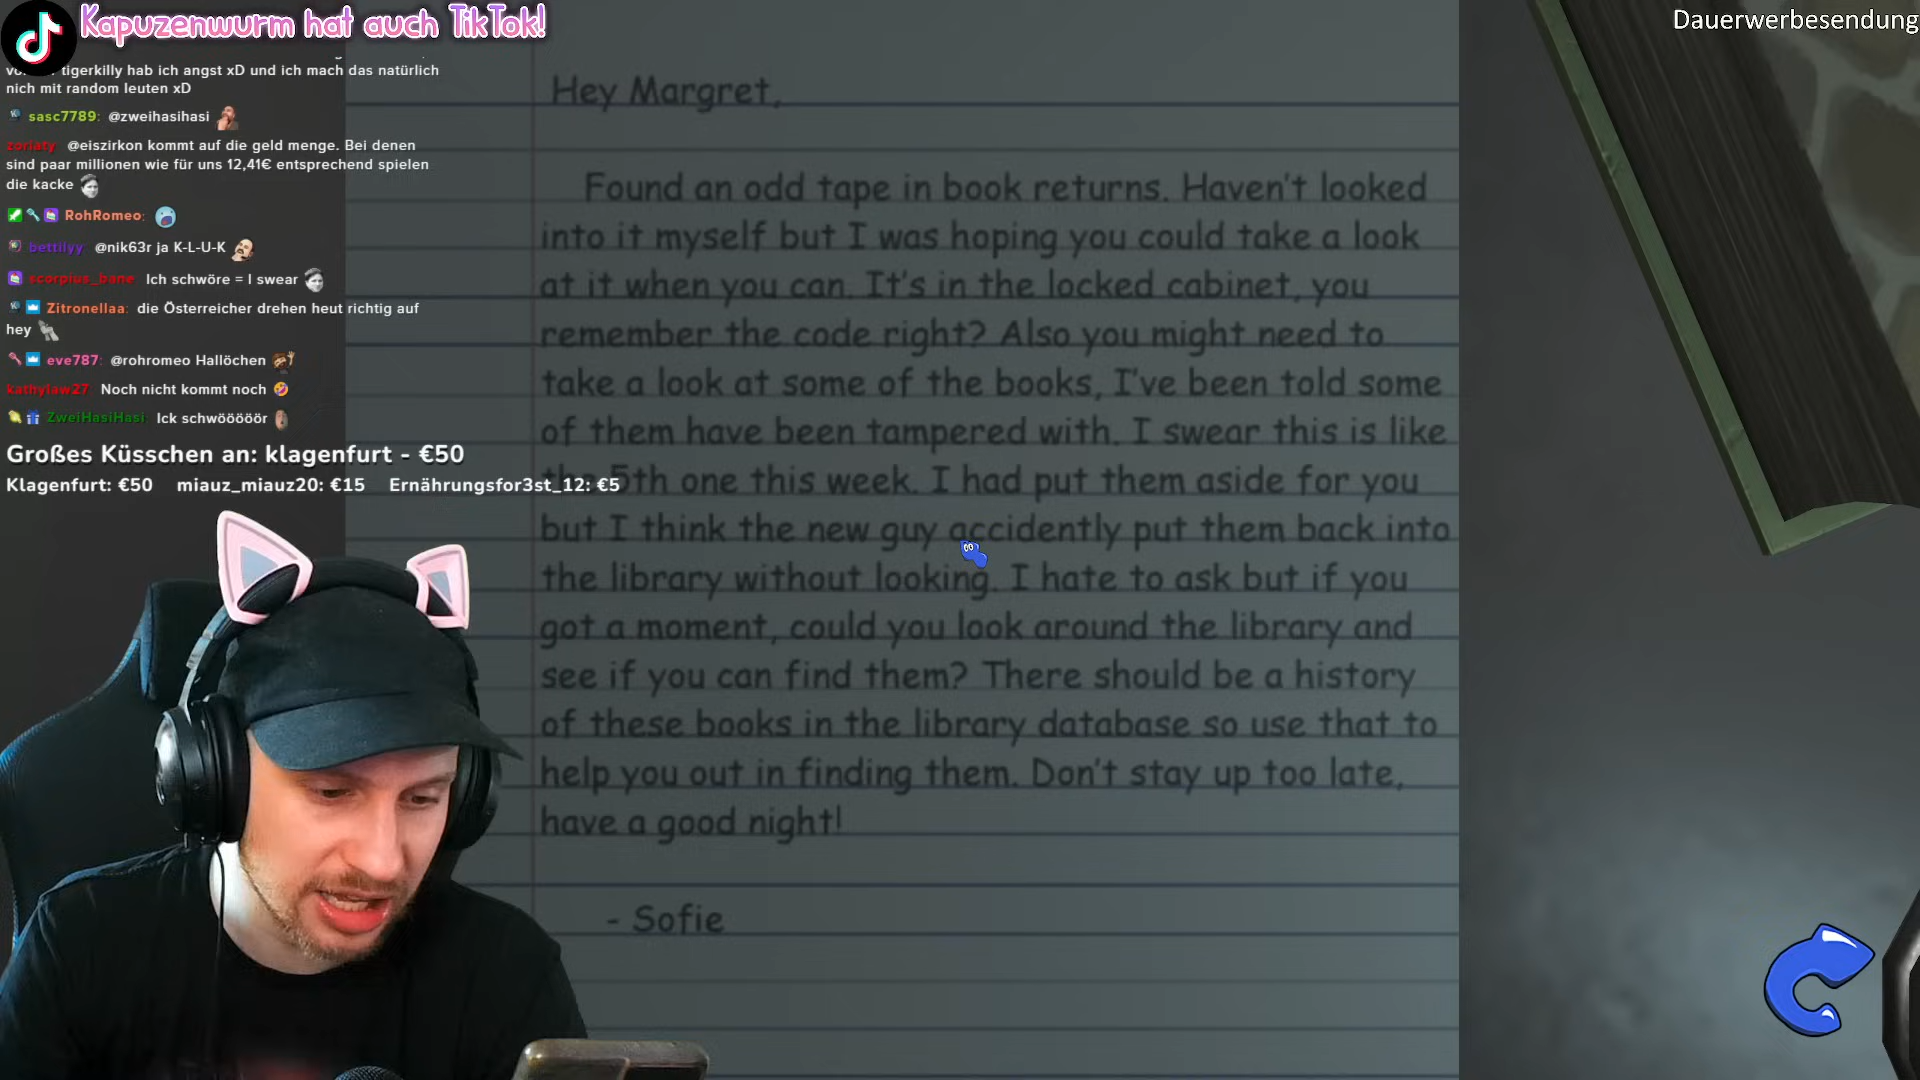 Kapuzenwurm hat auch TikTok!
Dauerwerbesendung
tigerkilly hab ich angst xD und ich mach das natürlich
nich mit random leuten xD
sasc7789: @zweihasihasi
zoriaty @eiszirkon kommt auf die geld menge. Bei denen
sind paar millionen wie für uns 12,41€ entsprechend spielen
die kacke
RohRomeo:
bettilyy @nik63r ja K-L-U-K
scorpius_bane: Ich schwöre = I swear
Zitronellaa: die Österreicher drehen heut richtig auf
hey
eve787: @rohromeo Hallöchen
kathylaw27: Noch nicht kommt noch
ZweiHasiHasi: Ick schwööööör
Großes Küsschen an: klagenfurt - €50
Klagenfurt: €50 miauz_miauz20: €15 Ernährungsfor3st_12: €5
Hey Margret,
Found an odd tape in book returns. Haven't looked
into it myself but I was hoping you could take a look
at it when you can. It's in the locked cabinet, you
remember the code right? Also you might need to
take a look at some of the books, I've been told some
of them have been tampered with. I swear this is like
the 5th one this week. I had put them aside for you
but I think the new guy accidently put them back into
the library without looking. I hate to ask but if you
got a moment, could you look around the library and
see if you can find them? There should be a history
of these books in the library database so use that to
help you out in finding them. Don't stay up too late,
have a good night!
- Sofie